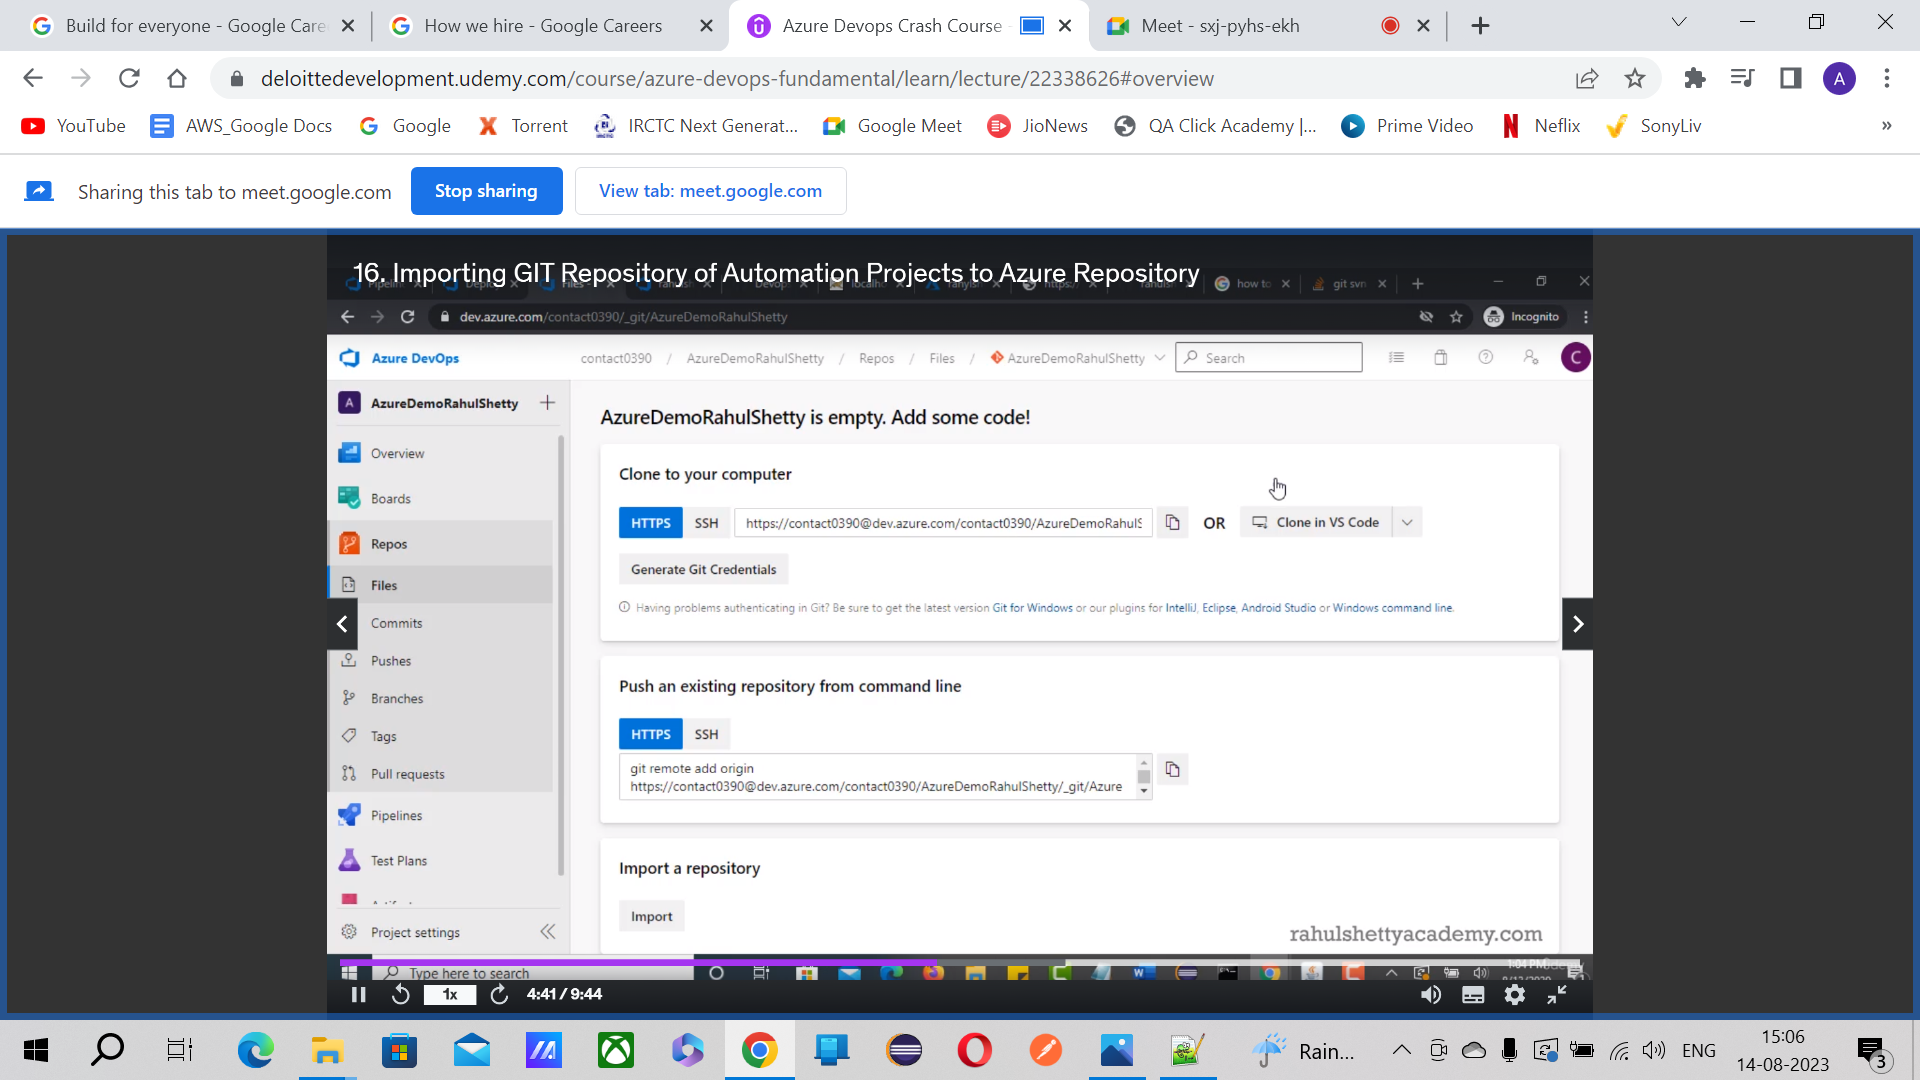 Build for everyone - Google Care
How we hire - Google Careers
Azure Devops Crash Course -
Meet - sxj-pyhs-ekh
deloittedevelopment.udemy.com/course/azure-devops-fundamental/learn/lecture/22338626#overview
A
YouTube
AWS_Google Docs
Google
Torrent
IRCTC Next Generat...
Google Meet
JioNews
QA Click Academy |...
Prime Video
Neflix
SonyLiv
»
Sharing this tab to meet.google.com
Stop sharing
View tab: meet.google.com
16. Importing GIT Repository of Automation Projects to Azure Repository
how to
git svn
dev.azure.com/contact0390/_git/AzureDemoRahulShetty
Incognito
Azure DevOps
contact0390 / AzureDemoRahulShetty / Repos / Files / AzureDemoRahulShetty
Search
C
A AzureDemoRahulShetty
Overview
Boards
Repos
Files
Commits
Pushes
Branches
Tags
Pull requests
Pipelines
Test Plans
Project settings
AzureDemoRahulShetty is empty. Add some code!
Clone to your computer
HTTPS SSH https://contact0390@dev.azure.com/contact0390/AzureDemoRahulS OR Clone in VS Code
Generate Git Credentials
Having problems authenticating in Git? Be sure to get the latest version Git for Windows or our plugins for IntelliJ, Eclipse, Android Studio or Windows command line.
Push an existing repository from command line
HTTPS SSH
git remote add origin
https://contact0390@dev.azure.com/contact0390/AzureDemoRahulShetty/_git/Azure
Import a repository
Import
rahulshettyacademy.com
Type here to search
1:04 PM
1x
4:41 / 9:44
Rain...
ENG
15:06
14-08-2023
3